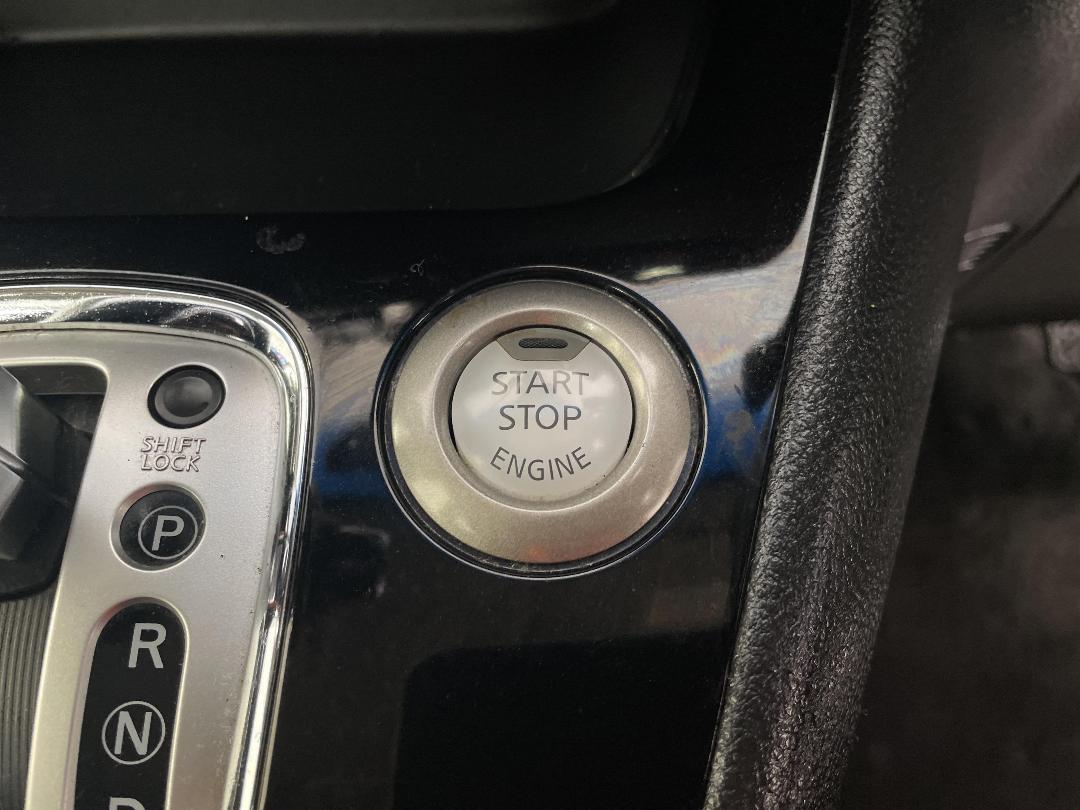 START
STOP
ENGINE
SHIFT
LOCK
P
R
N